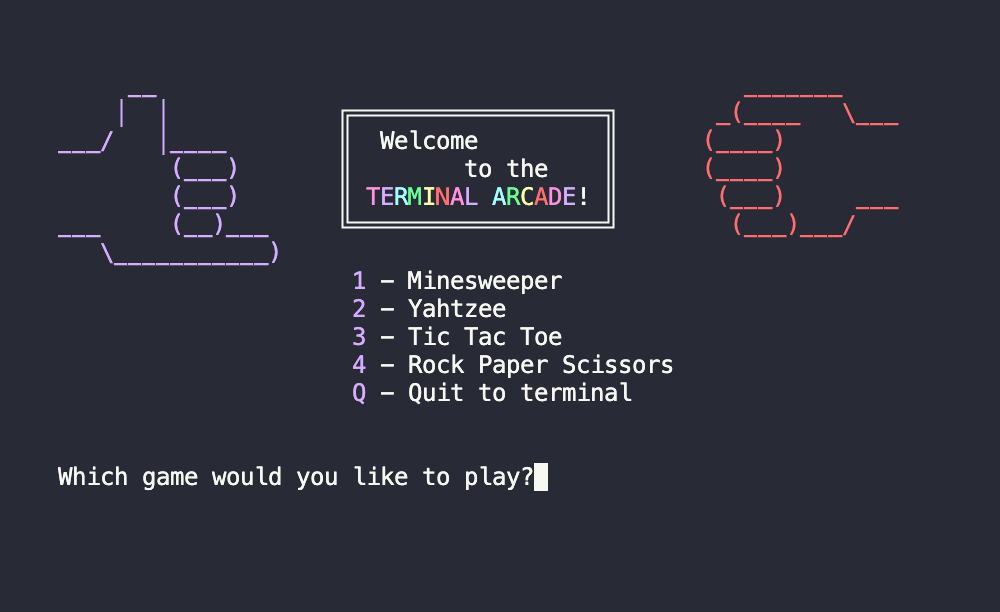 Welcome
to the
TERMINAL ARCADE!
1 – Minesweeper
2 – Yahtzee
3 – Tic Tac Toe
4 – Rock Paper Scissors
Q – Quit to terminal
Which game would you like to play?